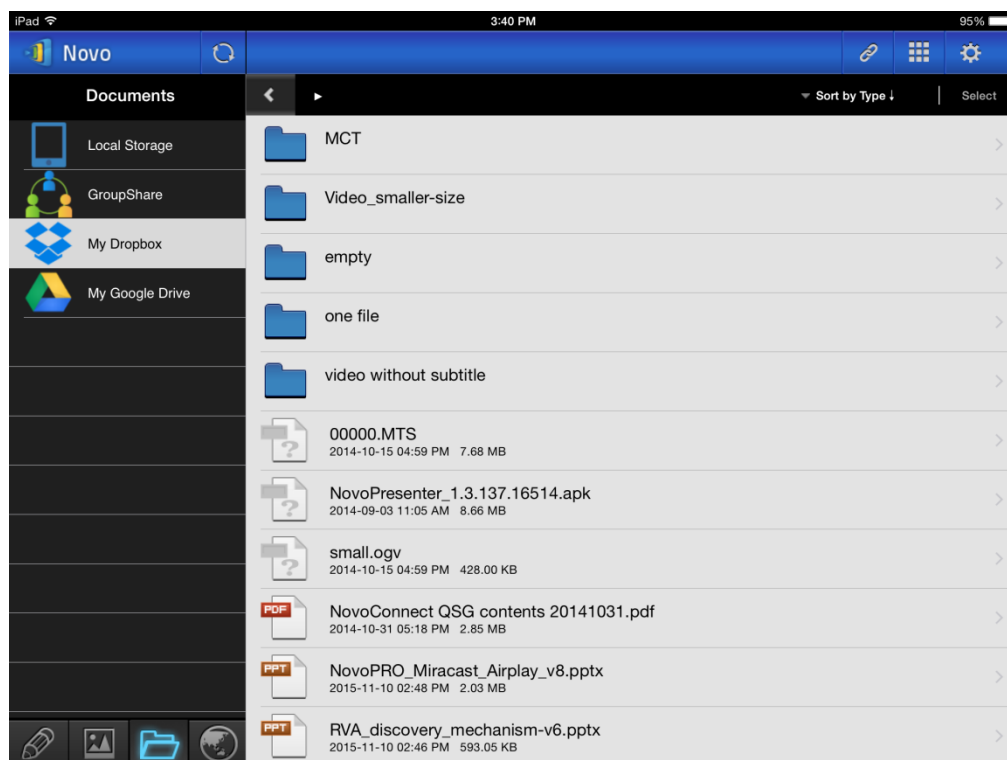 iPad 3:40 PM 95%
Novo
Documents Sort by Type ↓ Select
Local Storage
GroupShare
My Dropbox
My Google Drive
MCT
Video_smaller-size
empty
one file
video without subtitle
00000.MTS
2014-10-15 04:59 PM 7.68 MB
NovoPresenter_1.3.137.16514.apk
2014-09-03 11:05 AM 8.66 MB
small.ogv
2014-10-15 04:59 PM 428.00 KB
PDF NovoConnect QSG contents 20141031.pdf
2014-10-31 05:18 PM 2.85 MB
PPT NovoPRO_Miracast_Airplay_v8.pptx
2015-11-10 02:48 PM 2.03 MB
PPT RVA_discovery_mechanism-v6.pptx
2015-11-10 02:46 PM 593.05 KB